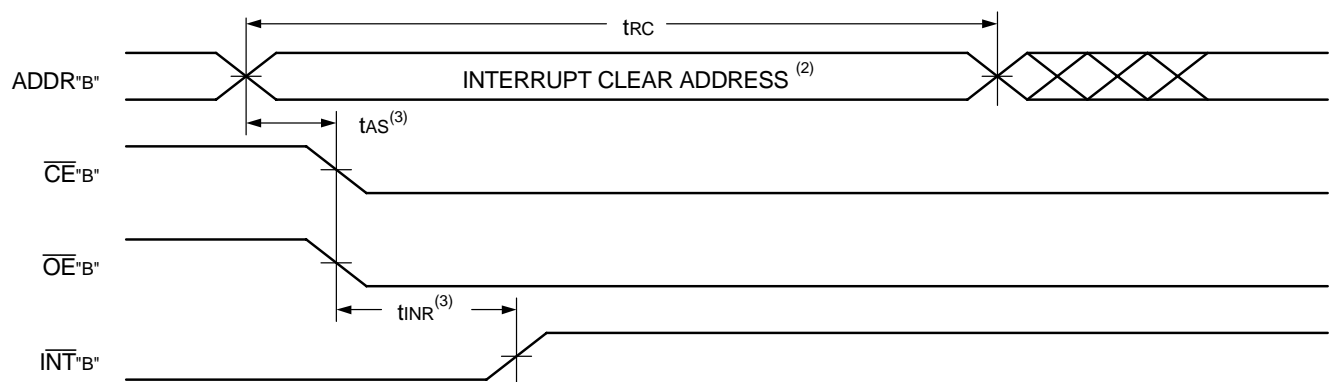 tRC
ADDR"B"
INTERRUPT CLEAR ADDRESS (2)
tAS(3)
CE"B"
OE"B"
tINR(3)
INT"B"